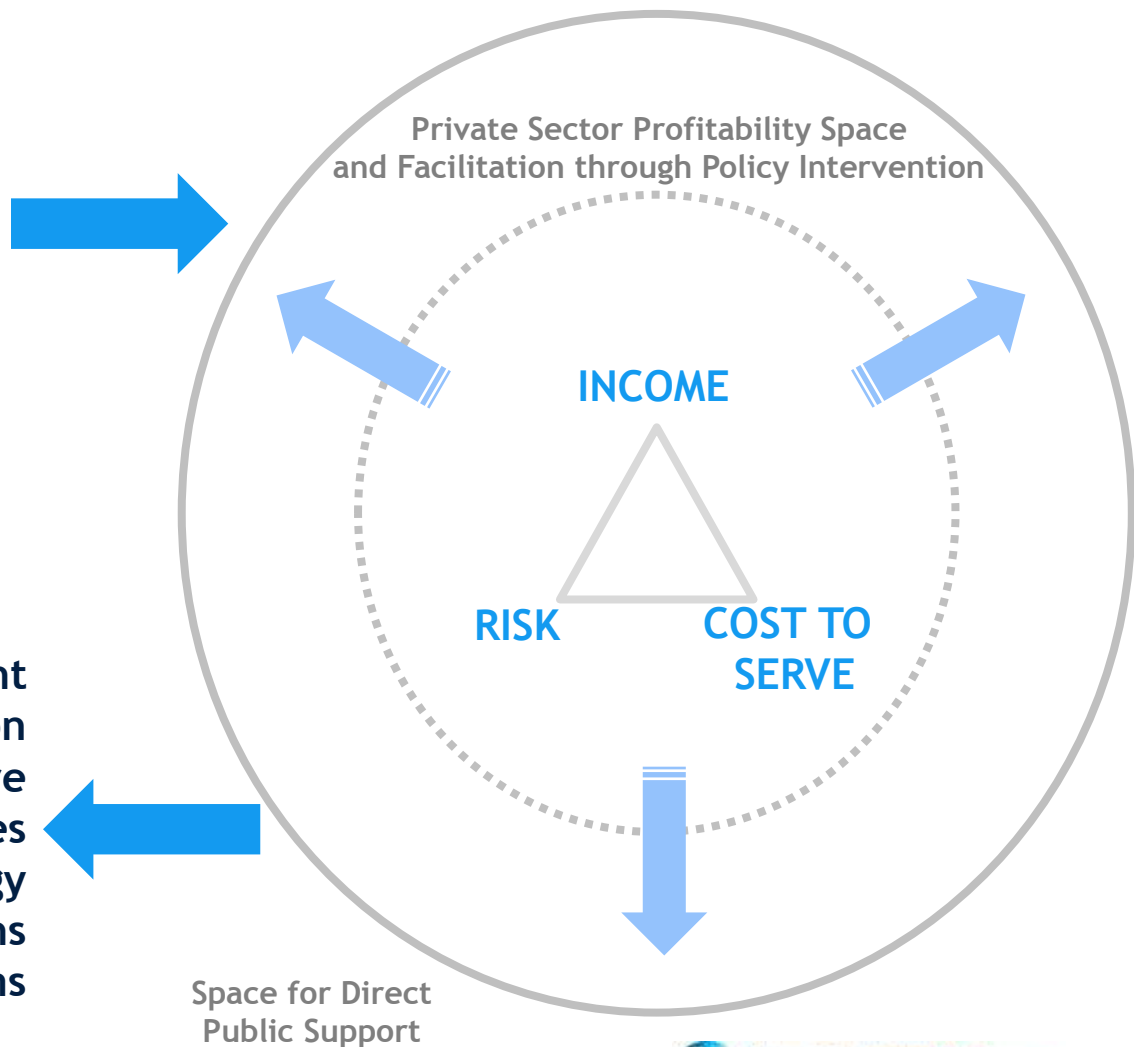 Private Sector Profitability Space
and Facilitation through Policy Intervention
INCOME
RISK
COST TO
SERVE
Space for Direct
Public Support